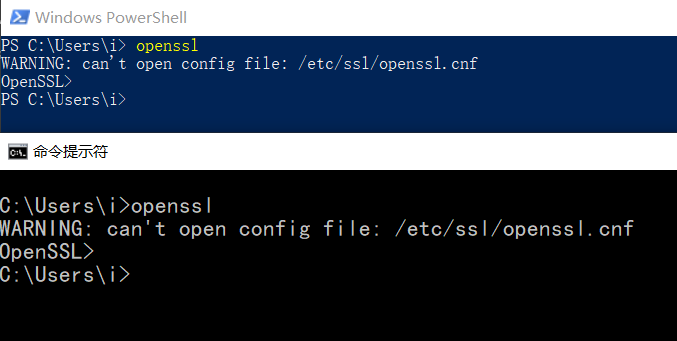 Windows PowerShell
PS C:\Users\i> openssl
WARNING: can't open config file: /etc/ssl/openssl.cnf
OpenSSL>
PS C:\Users\i>
命令提示符
C:\Users\i>openssl
WARNING: can't open config file: /etc/ssl/openssl.cnf
OpenSSL>
C:\Users\i>